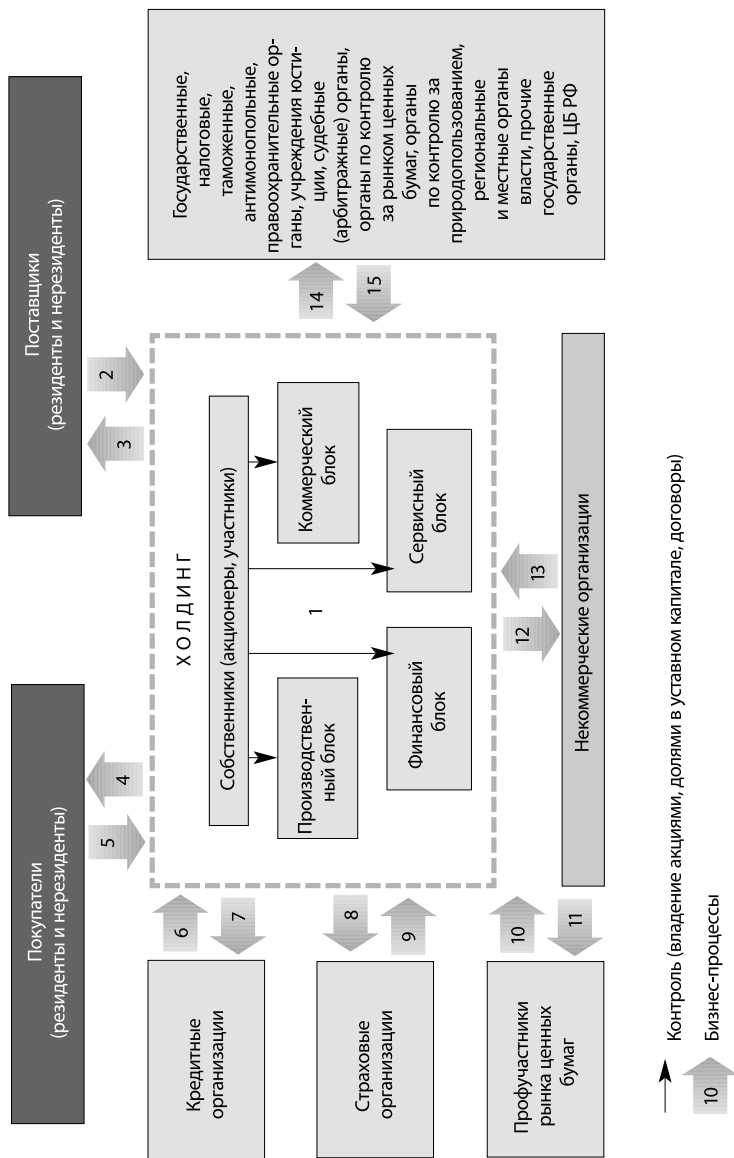 Покупатели
(резиденты и нерезиденты)
Поставщики
(резиденты и нерезиденты)
5
4
3
2
Кредитные
организации
6
7
Страховые
организации
8
9
Профучастники
рынка ценных
бумаг
10
11
ХОЛДИНГ
Собственники (акционеры, участники)
Производствен-
ный блок
Коммерческий
блок
1
Финансовый
блок
Сервисный
блок
14
15
Государственные,
налоговые,
таможенные,
антимонопольные,
правоохранительные ор-
ганы, учреждения юсти-
ции, судебные
(арбитражные) органы,
органы по контролю
за рынком ценных
бумаг, органы
по контролю за
природопользованием,
региональные
и местные органы
власти, прочие
государственные
органы, ЦБ РФ
12
13
Некоммерческие организации
Контроль (владение акциями, долями в уставном капитале, договоры)
10
Бизнес-процессы